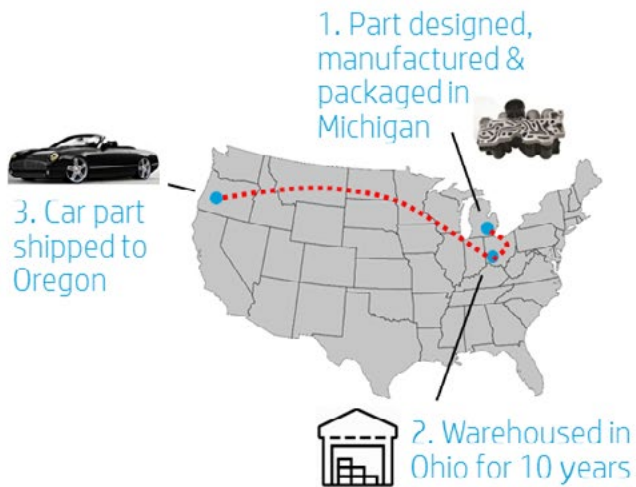 1. Part designed,
manufactured &
packaged in
Michigan
3. Car part
shipped to
Oregon
2. Warehoused in
Ohio for 10 years